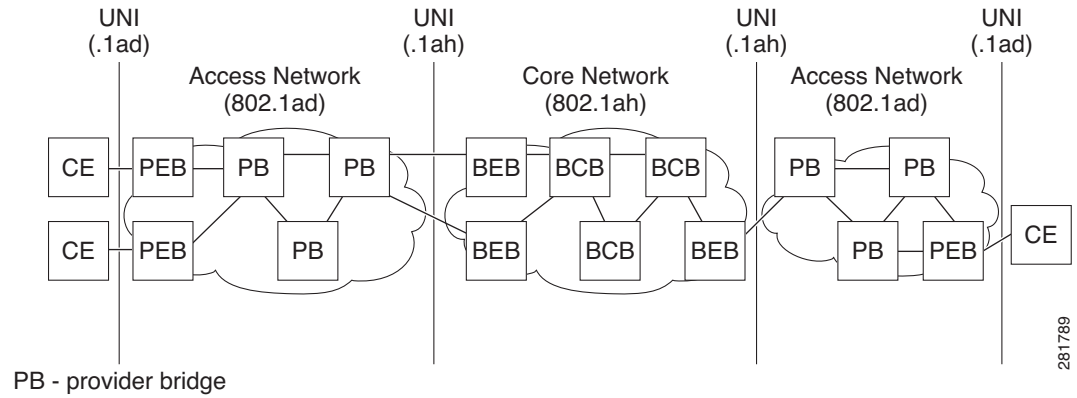 UNI
(.1ad)
UNI
(.1ah)
UNI
(.1ah)
UNI
(.1ad)
Access Network
(802.1ad)
Core Network
(802.1ah)
Access Network
(802.1ad)
CE
PEB
PB
PB
BEB
BCB
BCB
PB
PB
CE
PEB
PB
BEB
BCB
BEB
PB
PEB
CE
281789
PB - provider bridge